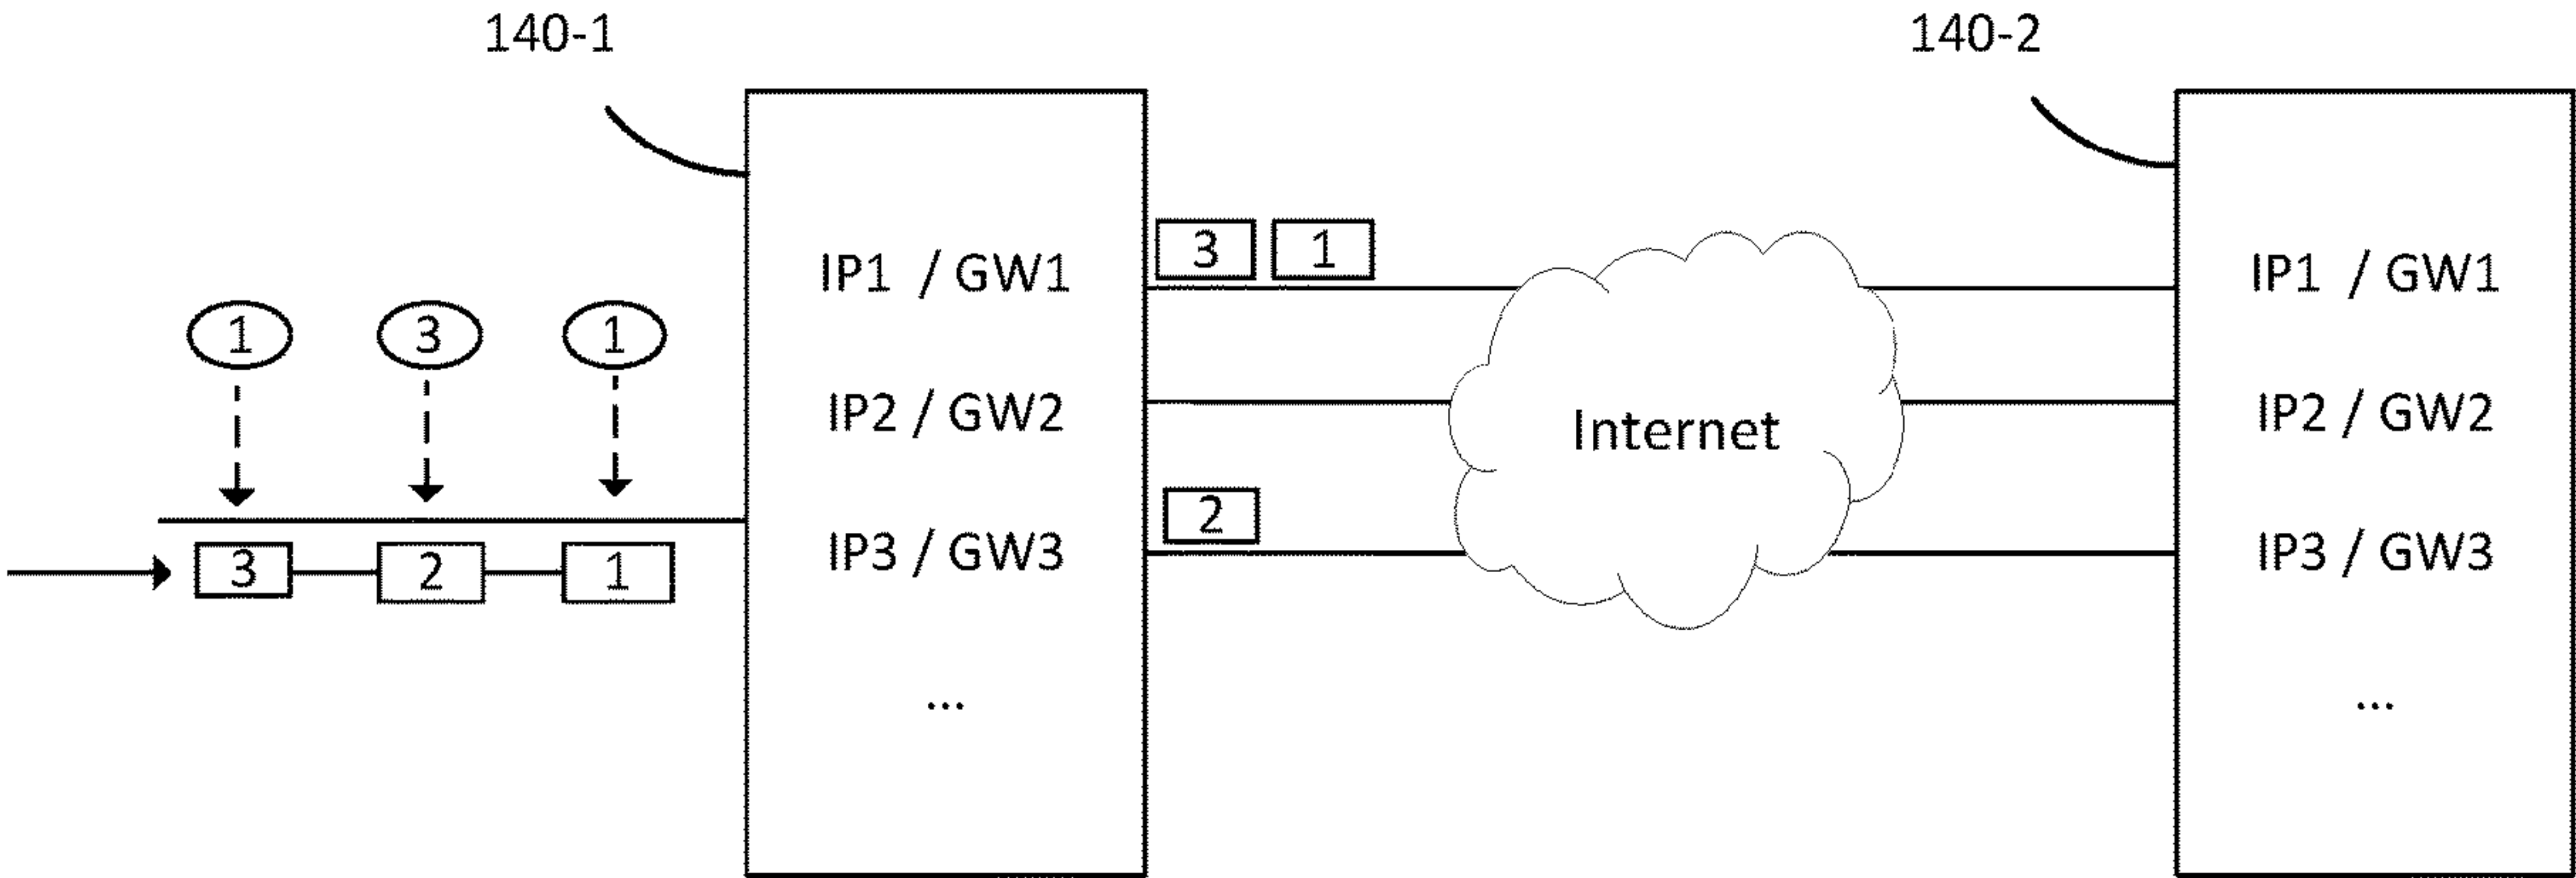 140-1
140-2
3 1
IP1 / GW1
IP1 / GW1
1 3 1
IP2 / GW2
Internet
IP2 / GW2
2
3 2 1
IP3 / GW3
IP3 / GW3
...
...